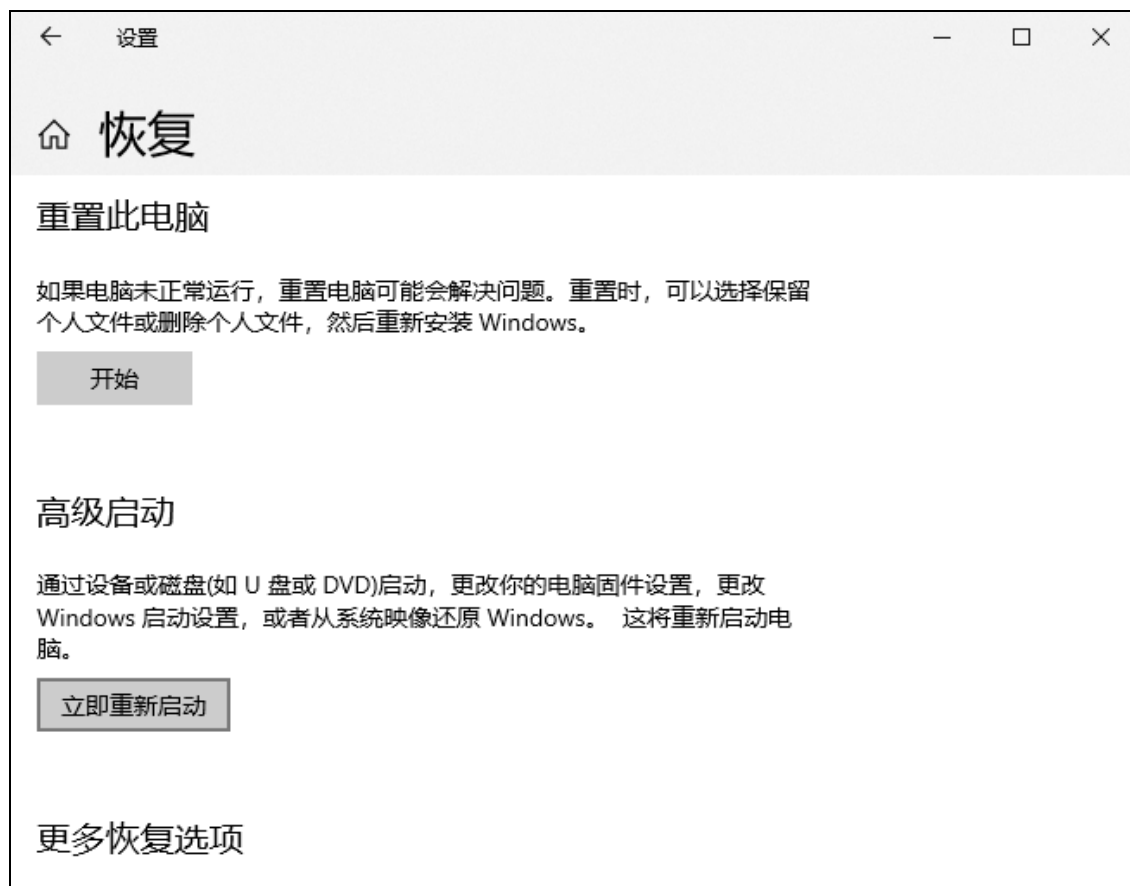 设置
恢复
重置此电脑
如果电脑未正常运行，重置电脑可能会解决问题。重置时，可以选择保留
个人文件或删除个人文件，然后重新安装 Windows。
开始
高级启动
通过设备或磁盘(如 U 盘或 DVD)启动，更改你的电脑固件设置，更改
Windows 启动设置，或者从系统映像还原 Windows。 这将重新启动电
脑。
立即重新启动
更多恢复选项